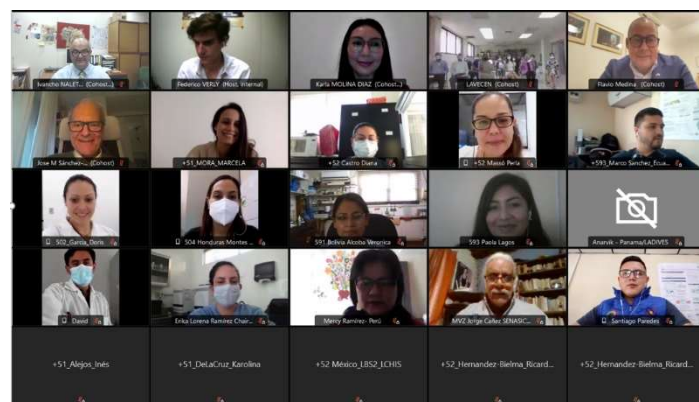 Ivancho NALET... (Cohost...)
Federico VERLY (Host, internal)
Karla MOLINA DIAZ (Cohost...)
LAVECEN (Cohost)
Flavio Medina (Cohost)
Jose M Sánchez-... (Cohost)
+51_MORA_MARCELA
+52 Castro Diana
+52 Massó Perla
+593_Marco Sanchez_Ecua...
502_Garcia_Doris
504 Honduras Montes ...
591 Bolivia Alcoba Veronica
593 Paola Lagos
Anarvik - Panama/LADIVES
David
Erika Lorena Ramirez Chair...
Mercy Ramirez- Perú
MVZ Jorge Cañez SENASIC...
Santiago Paredes
+51_Alejos_Inés
+51_DeLaCruz_Karolina
+52 México_LBS2_LCHIS
+52_Hernandez-Bielma_Ricard...
+52_Hernandez-Bielma_Ricard...